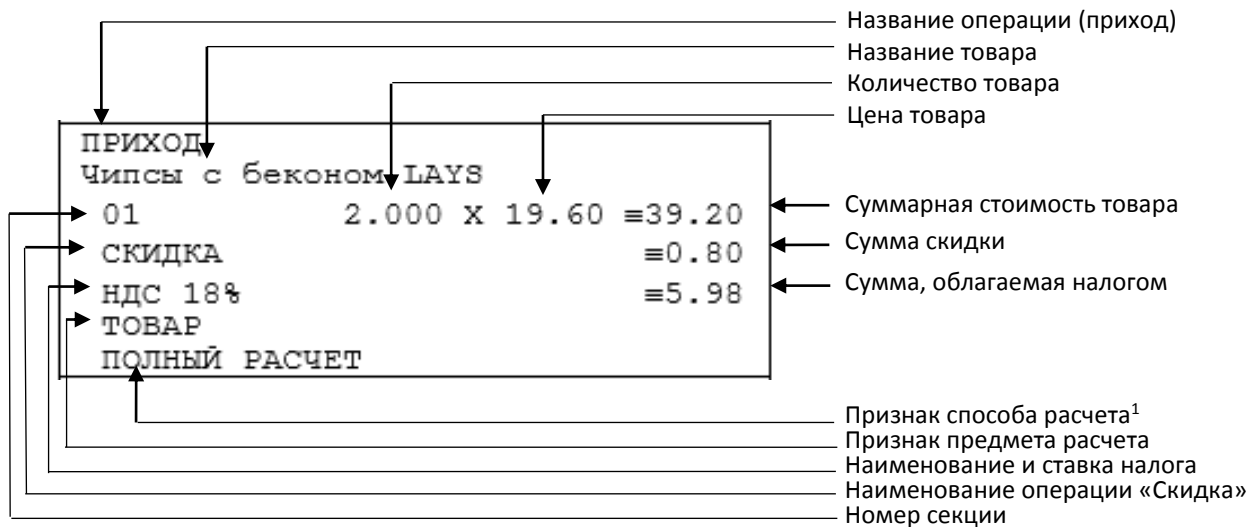 Название операции (приход)
Название товара
Количество товара
Цена товара
ПРИХОД
Чипсы с беконом LAYS
01 2.000 X 19.60 ≡39.20
СКИДКА ≡0.80
НДС 18% ≡5.98
ТОВАР
ПОЛНЫЙ РАСЧЕТ
Суммарная стоимость товара
Сумма скидки
Сумма, облагаемая налогом
Признак способа расчета¹
Признак предмета расчета
Наименование и ставка налога
Наименование операции «Скидка»
Номер секции